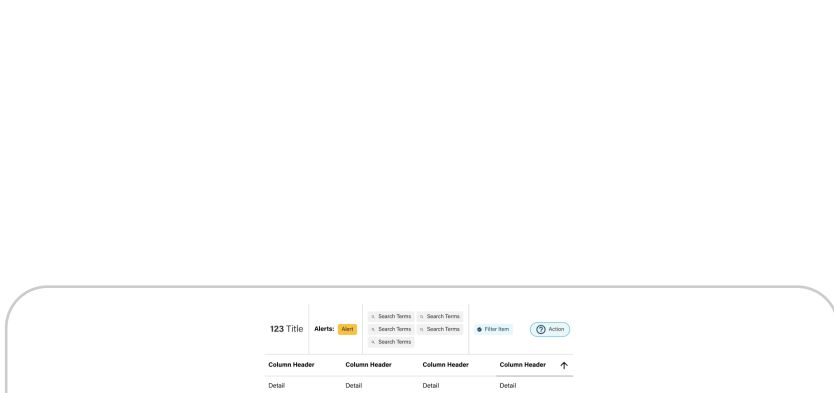 Search Terms Search Terms
123 Title Alerts: Alert Search Terms Search Terms Filter Item Action
Search Terms
Column Header Column Header Column Header Column Header
Detail Detail Detail Detail